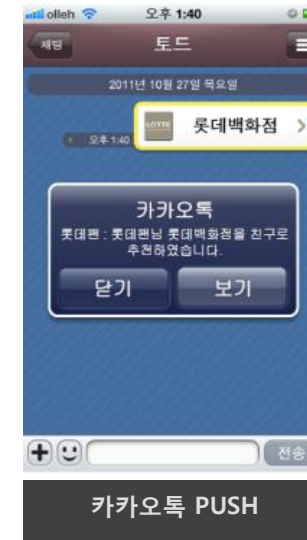 olleh 오후 1:40
채팅 토드
2011년 10월 27일 목요일
LOTTE 롯데백화점
오후 1:40
카카오톡
롯데팬 : 롯데팬님 롯데백화점을 친구로
추천하였습니다.
닫기 보기
전송
카카오톡 PUSH